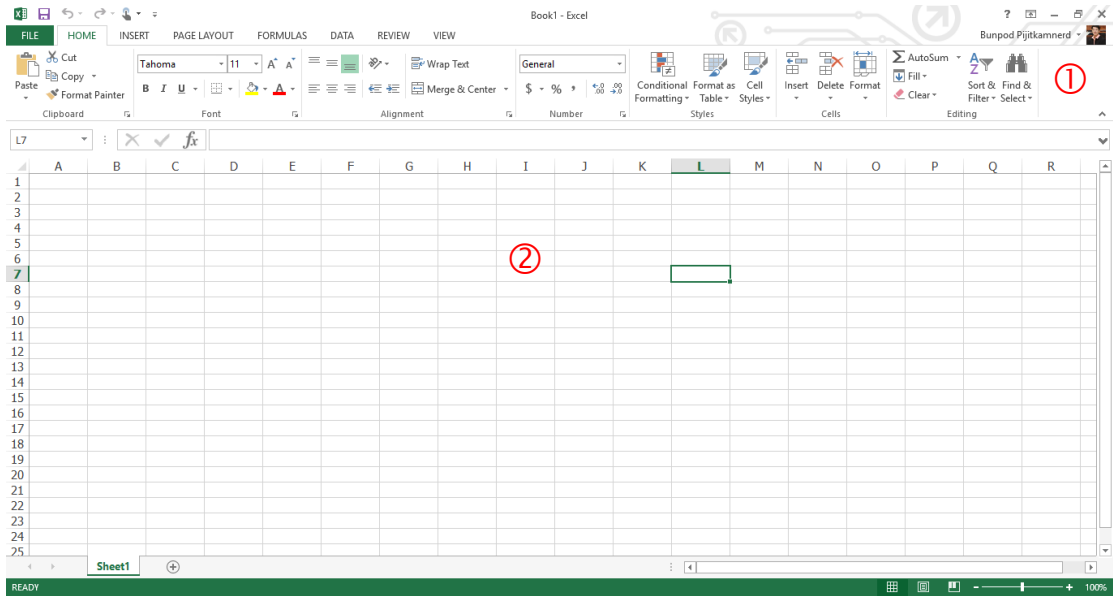 Book1 - Excel
FILE HOME INSERT PAGE LAYOUT FORMULAS DATA REVIEW VIEW Bunpod Pijitkamnerd
Paste
Cut
Copy
Format Painter
Clipboard
Tahoma 11 A A
B I U A
Font
Wrap Text
Merge & Center
Alignment
General
$ % , .0 .00 .00 .0
Number
Conditional Formatting
Format as Table
Cell Styles
Styles
Insert Delete Format
Cells
AutoSum
Fill
Clear
Sort & Filter
Find & Select
Editing
①
L7 fx
A B C D E F G H I J K L M N O P Q R
1
2
3
4
5
6
②
7
8
9
10
11
12
13
14
15
16
17
18
19
20
21
22
23
24
25
Sheet1
READY 100%